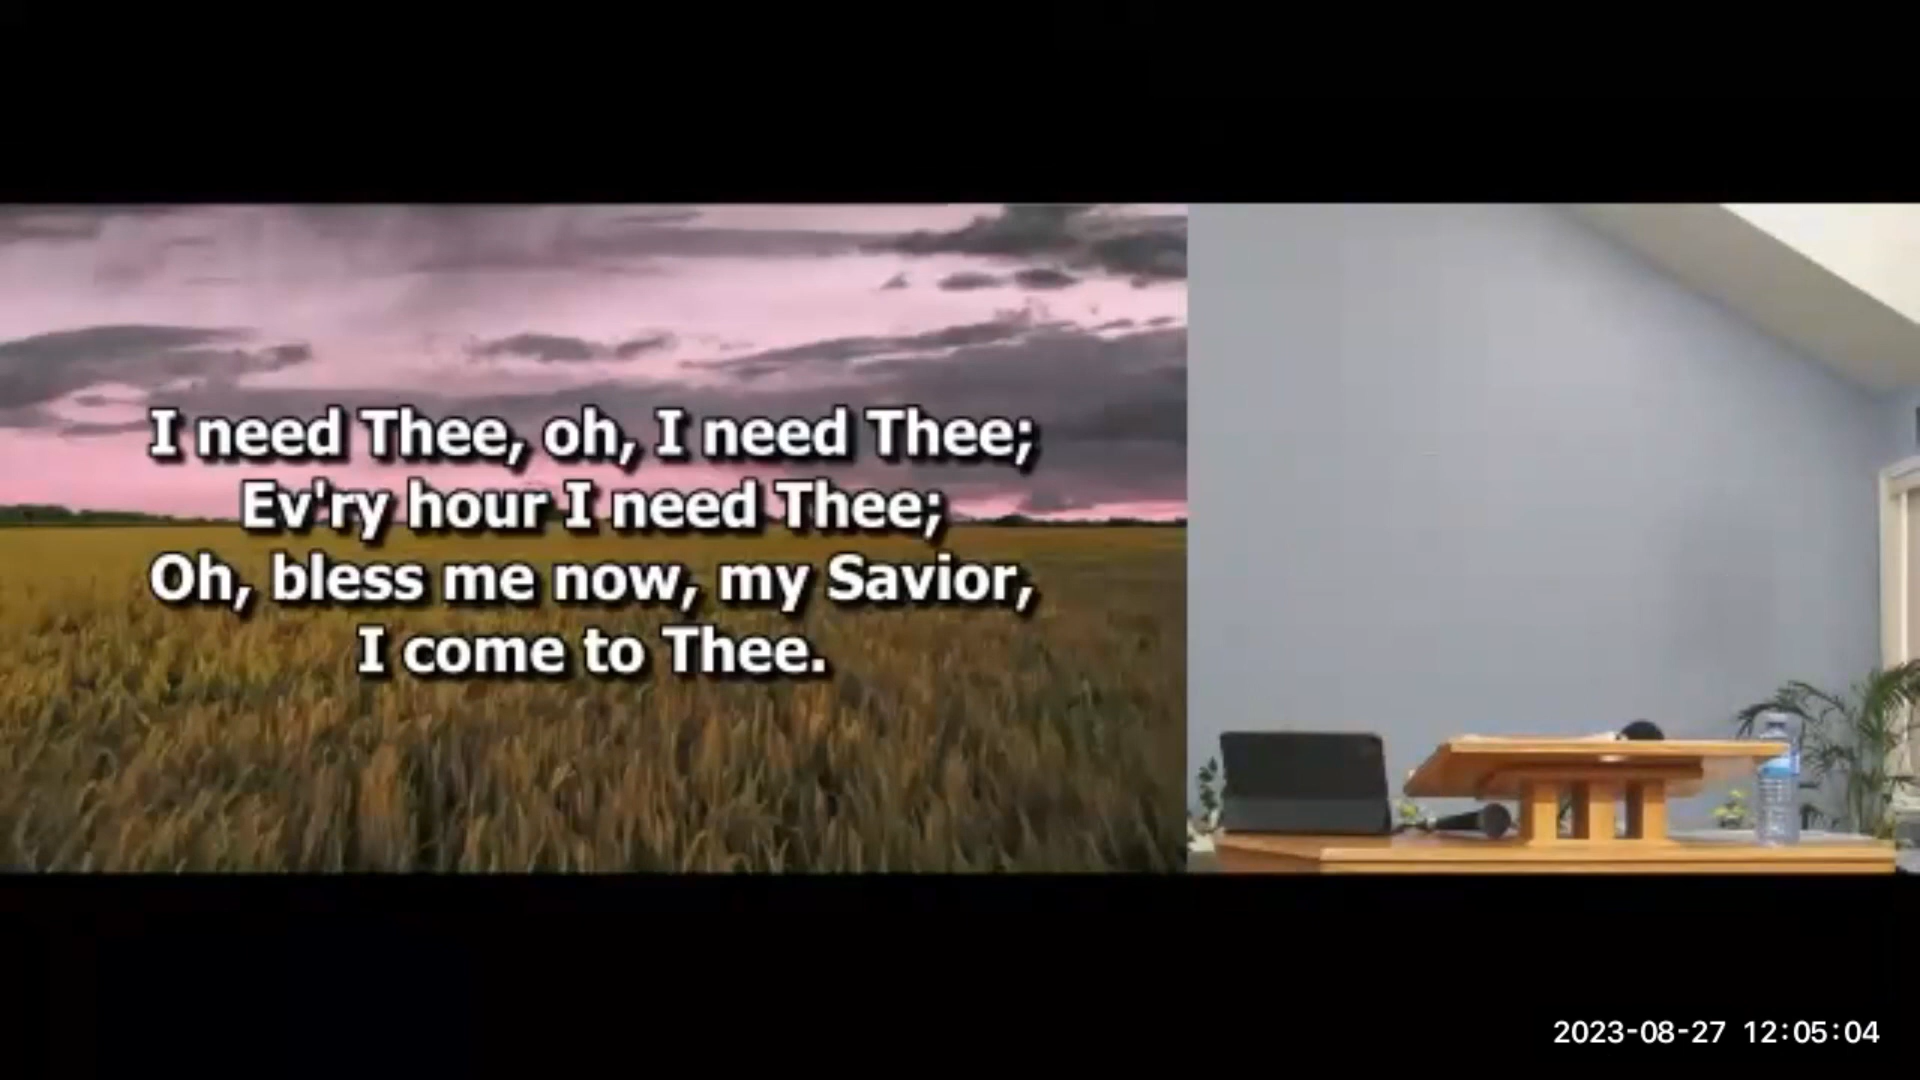 I need Thee, oh, I need Thee;
Ev'ry hour I need Thee;
Oh, bless me now, my Savior,
I come to Thee.
2023-08-27 12:05:04